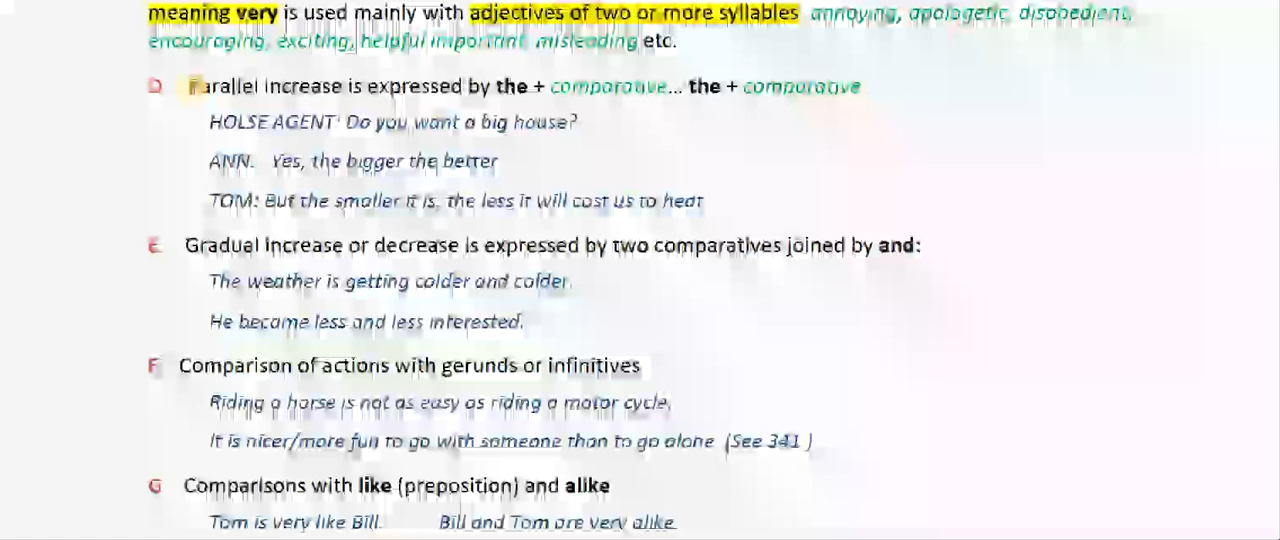 meaning very is used mainly with adjectives of two or more syllables annoying, apologetic, disobedient,
encouraging, exciting, helpful important, misleading etc.
D Parallel increase is expressed by the + comparative... the + comparative
HOLSE AGENT: Do you want a big house?
ANN. Yes, the bigger the better
TOM: But the smaller it is, the less it will cost us to heat
E Gradual increase or decrease is expressed by two comparatives joined by and:
The weather is getting colder and colder.
He became less and less interested.
F Comparison of actions with gerunds or infinitives
Riding a horse is not as easy as riding a motor cycle.
It is nicer/more fun to go with someone than to go alone (See 341 )
G Comparisons with like (preposition) and alike
Tom is very like Bill. Bill and Tom are very alike.